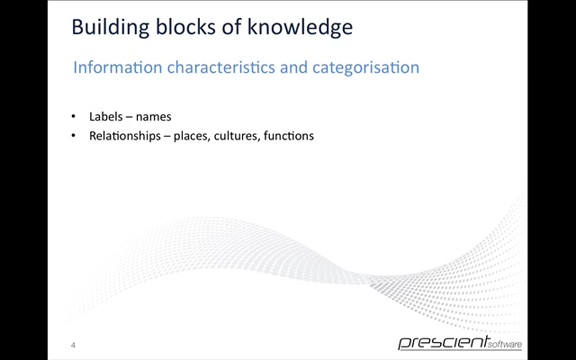 Building blocks of knowledge
Information characteristics and categorisation
• Labels – names
• Relationships – places, cultures, functions
4
prescient software